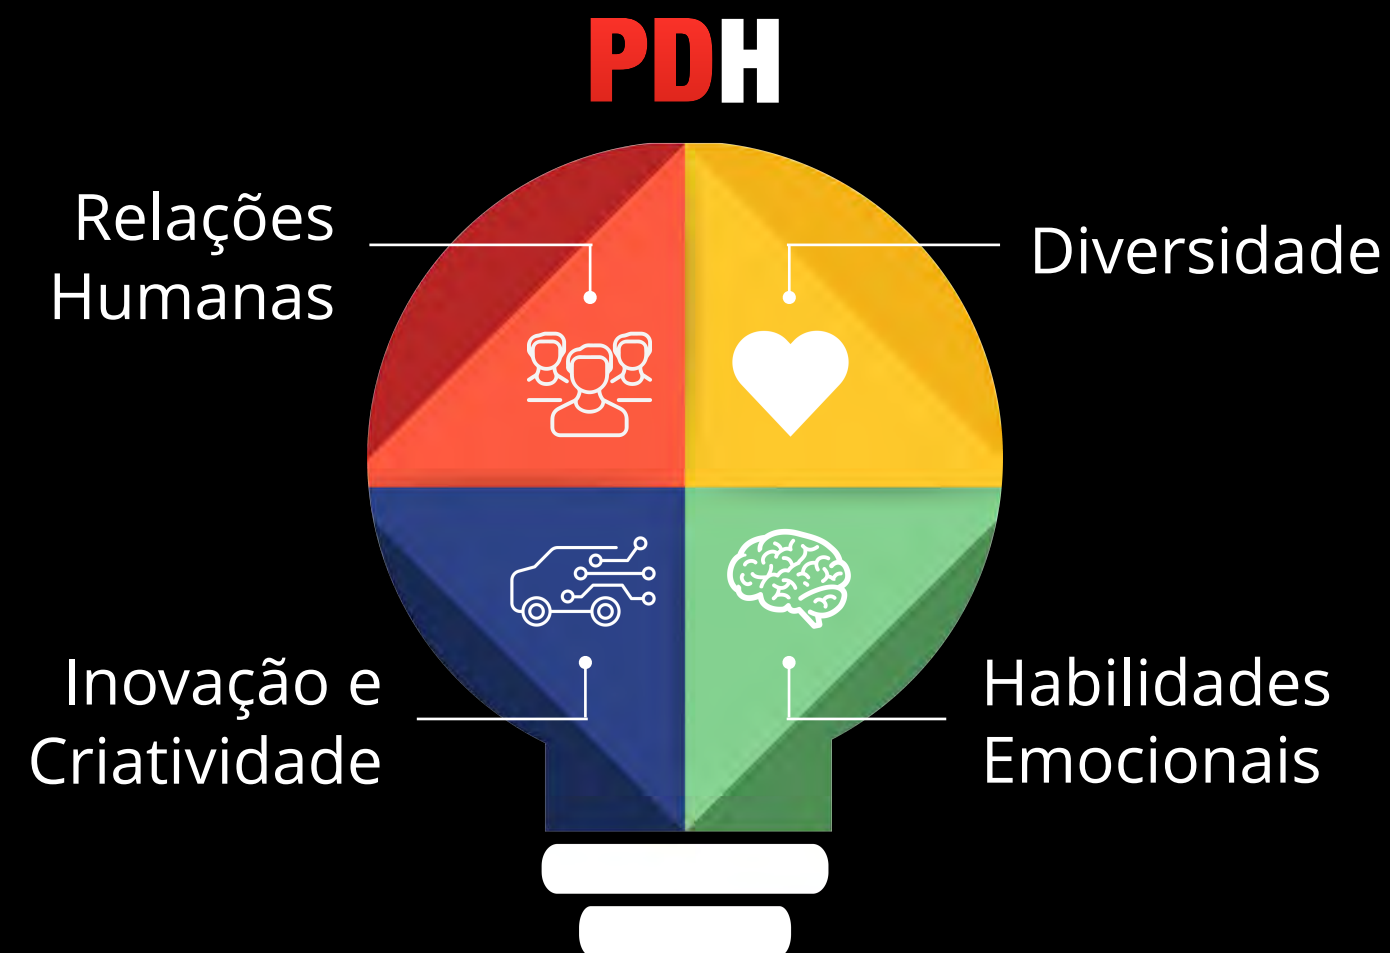 PDH
Relações
Humanas
Diversidade
Inovação e
Criatividade
Habilidades
Emocionais